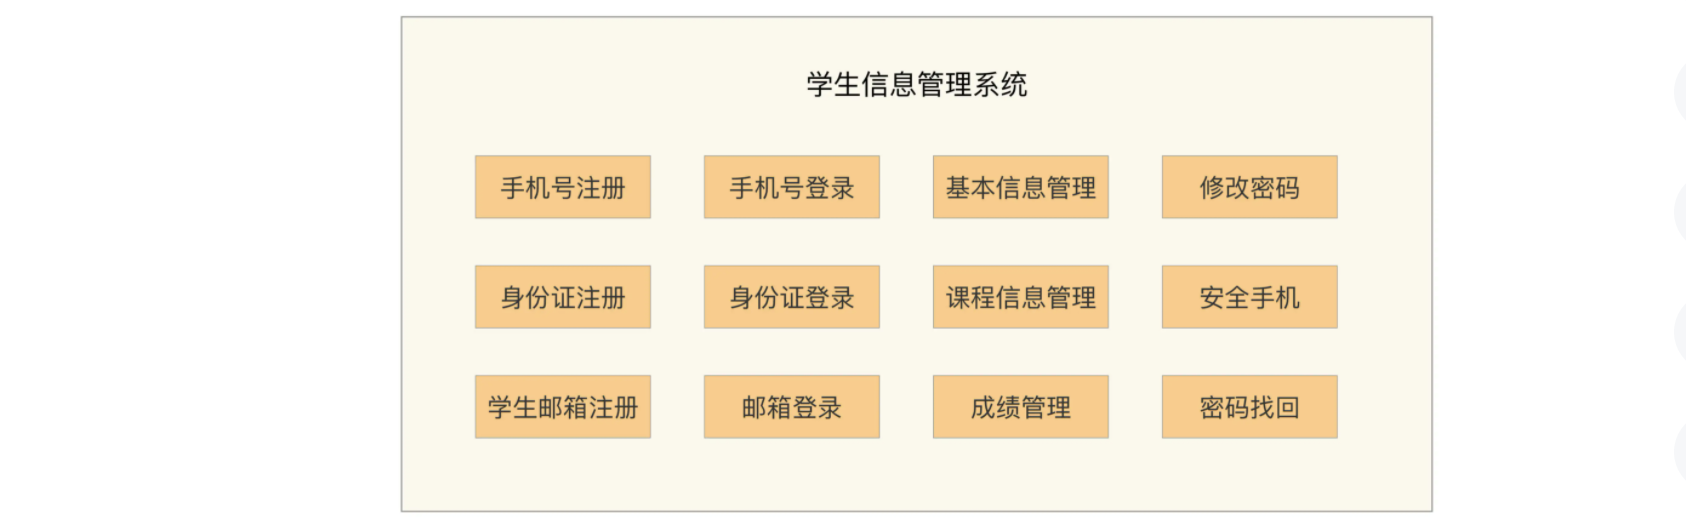 学生信息管理系统
手机号注册 手机号登录 基本信息管理 修改密码
身份证注册 身份证登录 课程信息管理 安全手机
学生邮箱注册 邮箱登录 成绩管理 密码找回